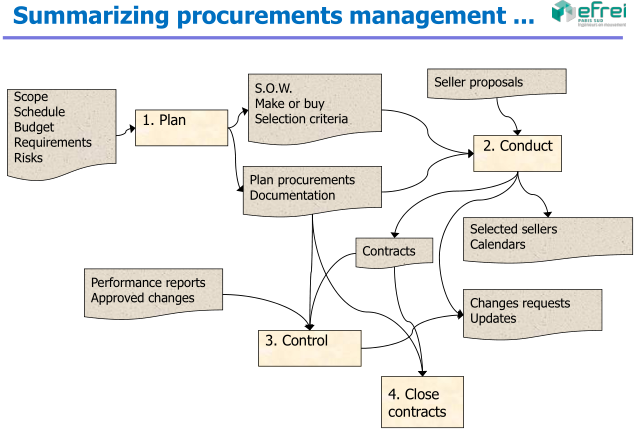 Summarizing procurements management ...
efrei
PARIS SUD
Scope
Schedule
Budget
Requirements
Risks
1. Plan
S.O.W.
Make or buy
Selection criteria
Seller proposals
2. Conduct
Plan procurements
Documentation
Selected sellers
Calendars
Contracts
Performance reports
Approved changes
Changes requests
Updates
3. Control
4. Close
contracts